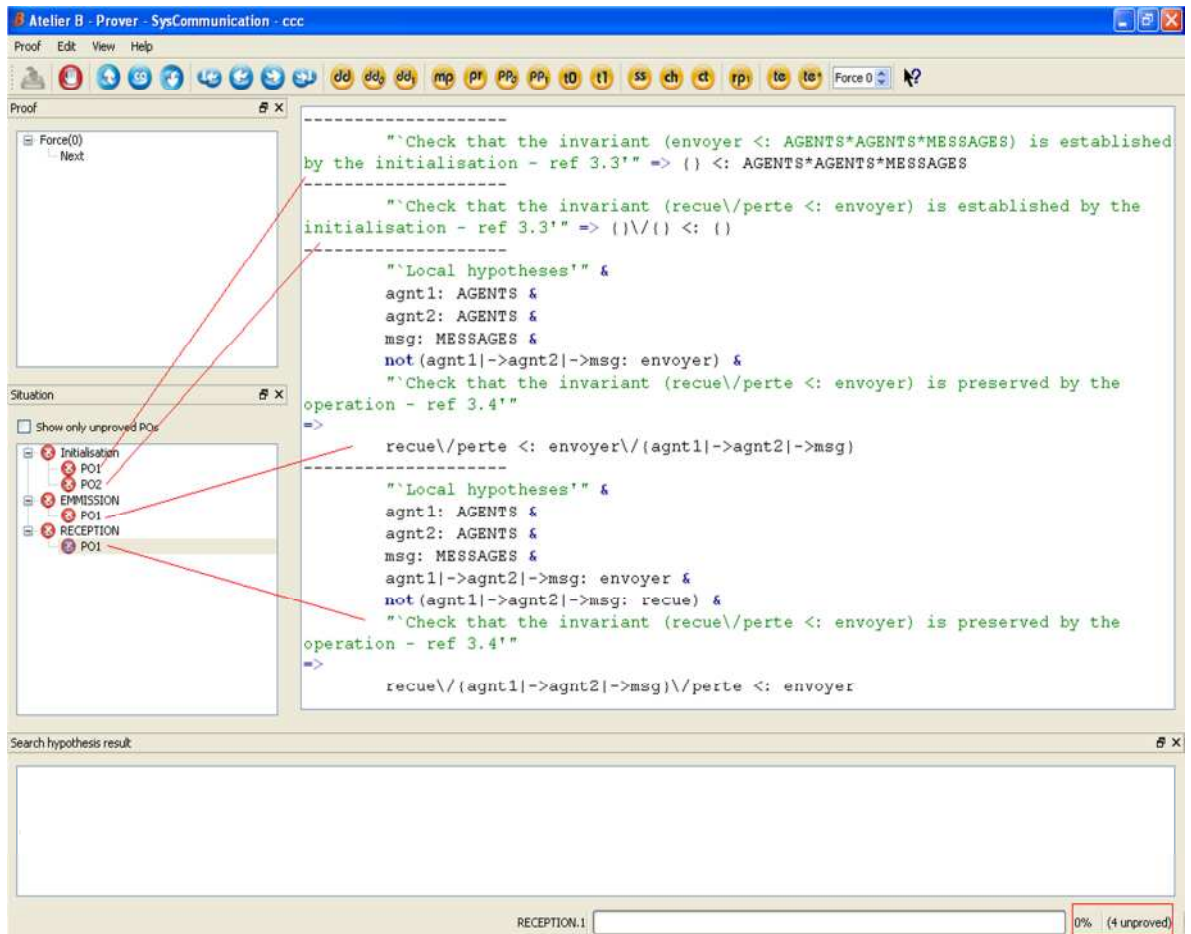 B Atelier B - Prover - SysCommunication - ccc
Proof Edit View Help
dd dd0 dd1 mp pr PP0 PP1 t0 t1 ss ch ct rp1 te te* Force 0
Proof
Force(0)
Next
Situation
Show only unproved POs
Initialisation
PO1
PO2
EMMISSION
PO1
RECEPTION
PO1
--------------------
"`Check that the invariant (envoyer <: AGENTS*AGENTS*MESSAGES) is established
by the initialisation - ref 3.3'" => {} <: AGENTS*AGENTS*MESSAGES
--------------------
"`Check that the invariant (recue\/perte <: envoyer) is established by the
initialisation - ref 3.3'" => {}\/{} <: {}
--------------------
"`Local hypotheses'" &
agnt1: AGENTS &
agnt2: AGENTS &
msg: MESSAGES &
not(agnt1|->agnt2|->msg: envoyer) &
"`Check that the invariant (recue\/perte <: envoyer) is preserved by the
operation - ref 3.4'"
=>
recue\/perte <: envoyer\/{agnt1|->agnt2|->msg}
--------------------
"`Local hypotheses'" &
agnt1: AGENTS &
agnt2: AGENTS &
msg: MESSAGES &
agnt1|->agnt2|->msg: envoyer &
not(agnt1|->agnt2|->msg: recue) &
"`Check that the invariant (recue\/perte <: envoyer) is preserved by the
operation - ref 3.4'"
=>
recue\/{agnt1|->agnt2|->msg}\/perte <: envoyer
Search hypothesis result
RECEPTION.1 0% (4 unproved)